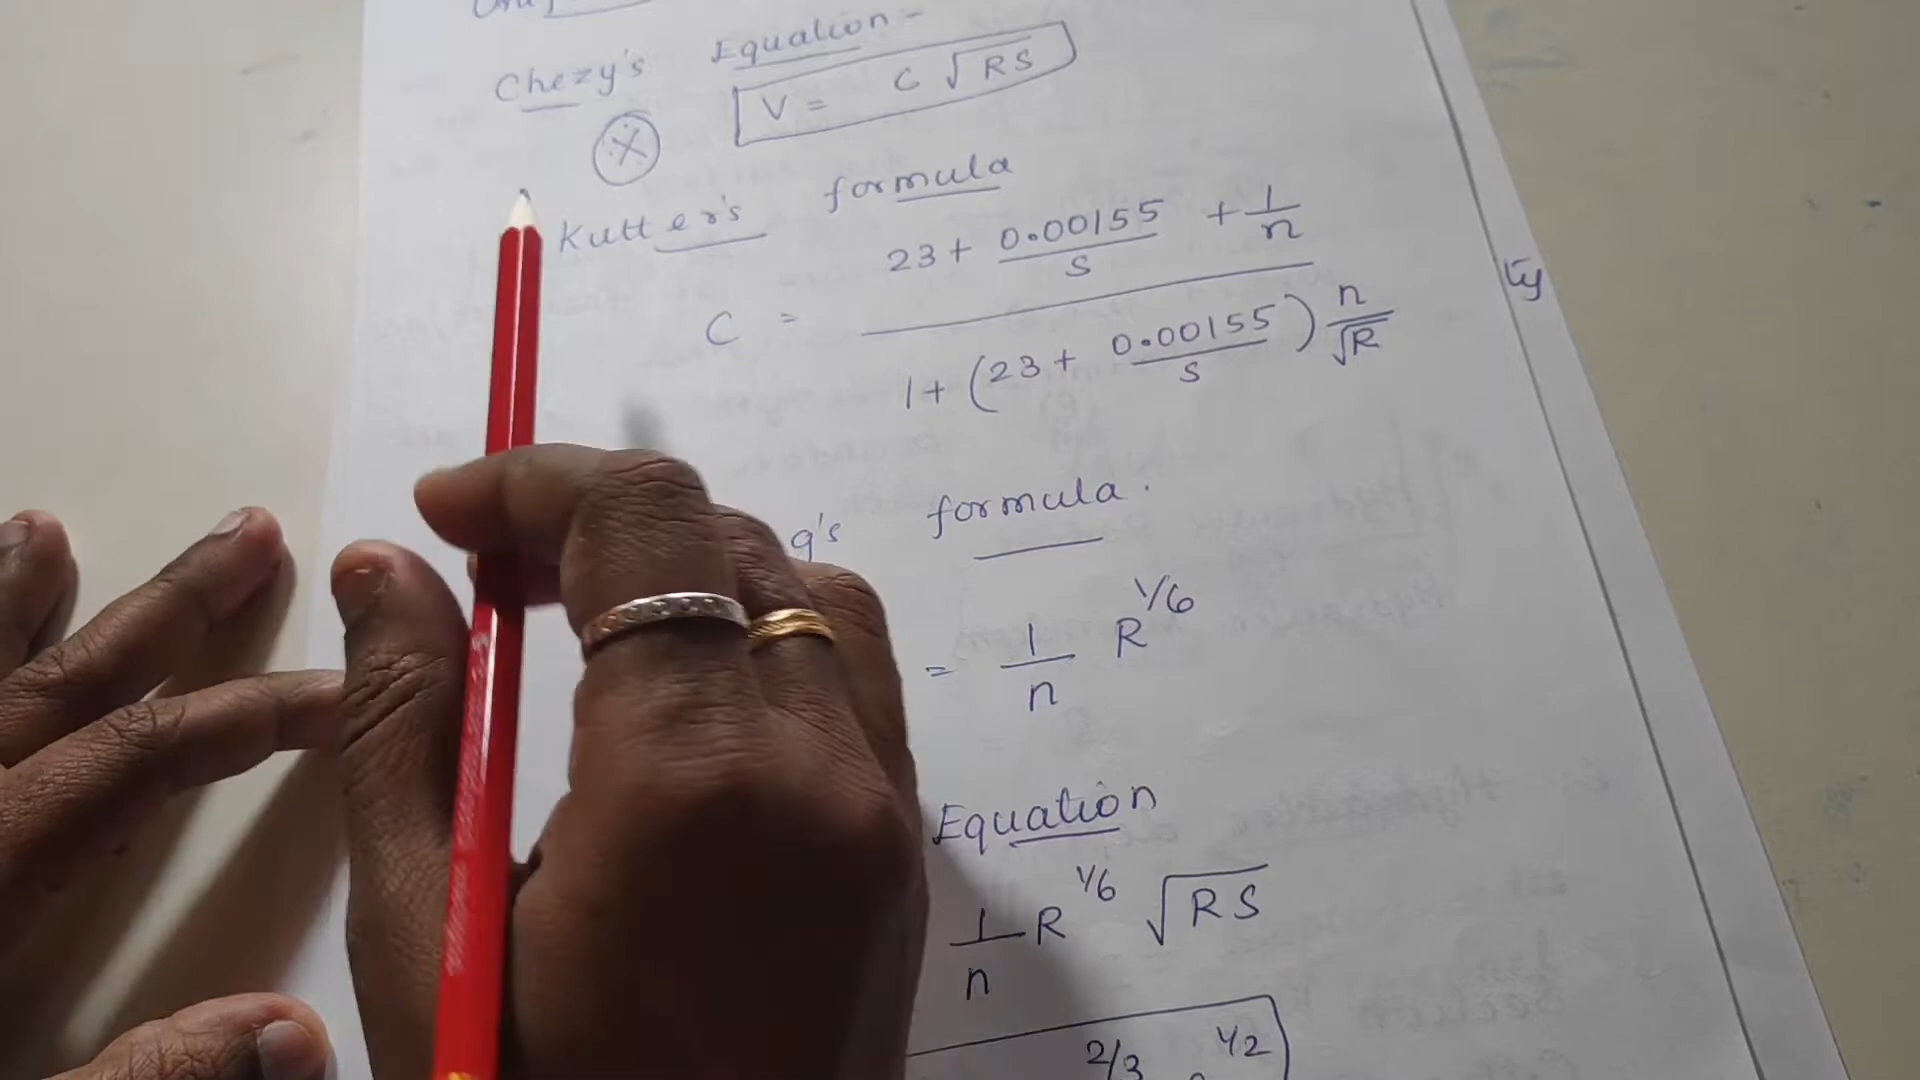 Chezy's Equation -
V = C √RS
Kutter's formula
C = (23 + 0.00155/S + 1/n) / (1 + (23 + 0.00155/S) n/√R)
g's formula.
= 1/n R^1/6
Equation
1/n R^1/6 √RS
2/3 1/2